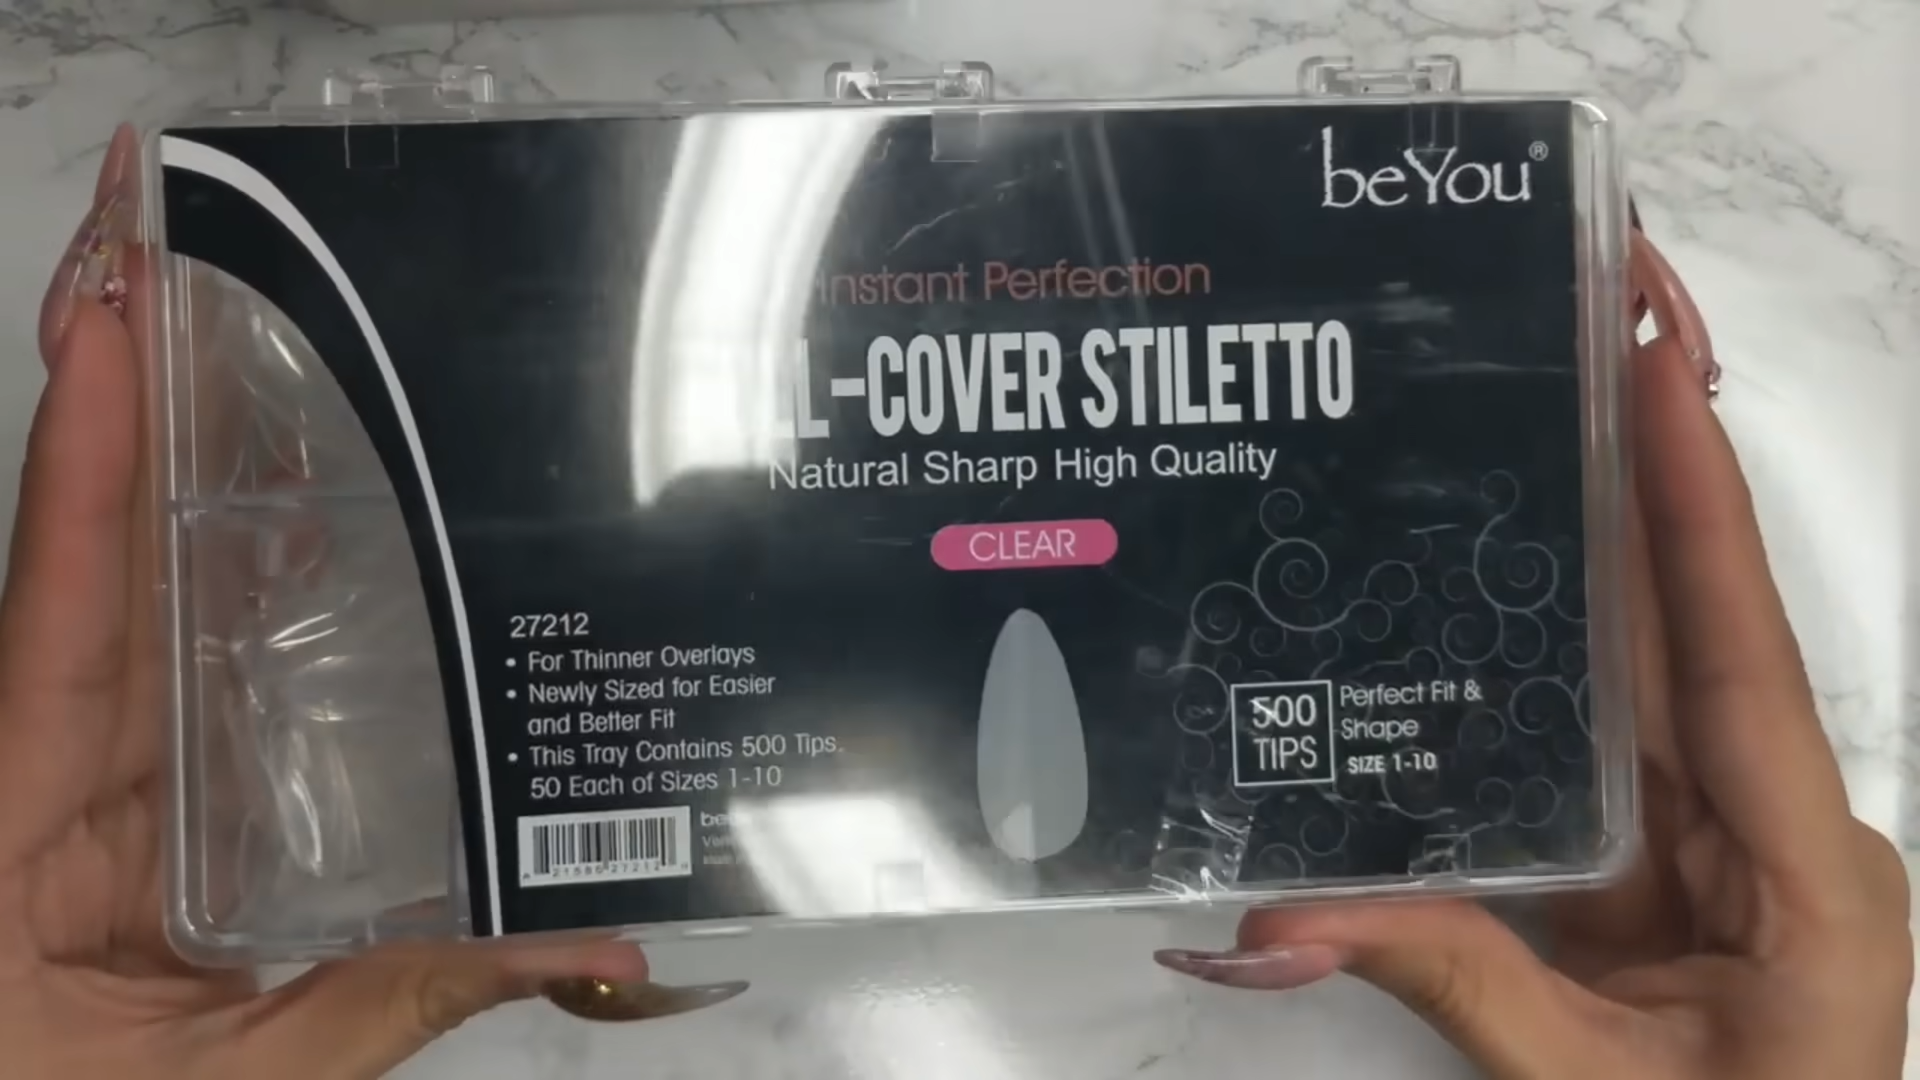 beYou®
Instant Perfection
LL-COVER STILETTO
Natural Sharp High Quality
CLEAR
27212
• For Thinner Overlays
• Newly Sized for Easier
and Better Fit
• This Tray Contains 500 Tips.
50 Each of Sizes 1-10
500
TIPS
Perfect Fit &
Shape
SIZE 1-10